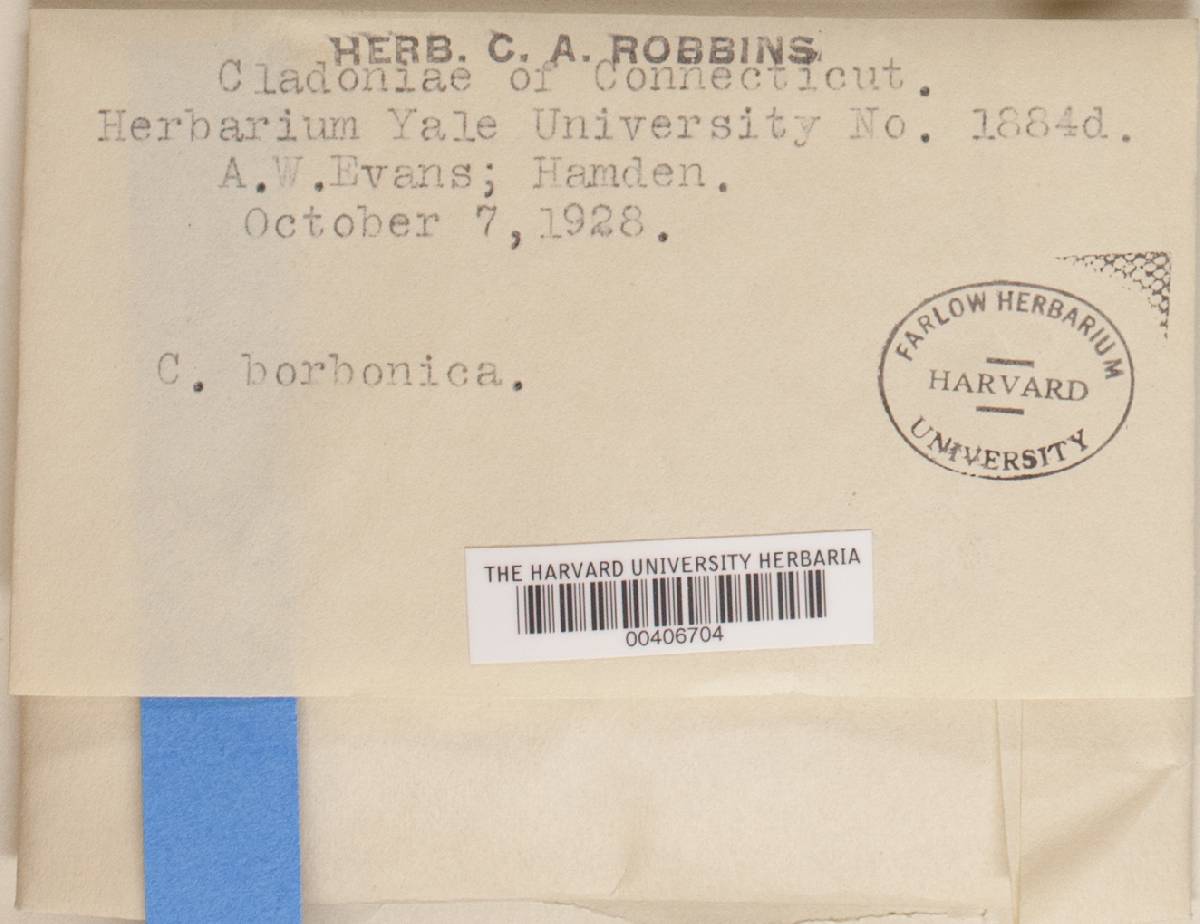 HERB. C. A. ROBBINS
Cladoniae of Connecticut.
Herbarium Yale University No. 1884d.
A.W.Evans; Hamden.
October 7,1928.
C. borbonica.
FARLOW HERBARIUM
HARVARD
UNIVERSITY
THE HARVARD UNIVERSITY HERBARIA
00406704